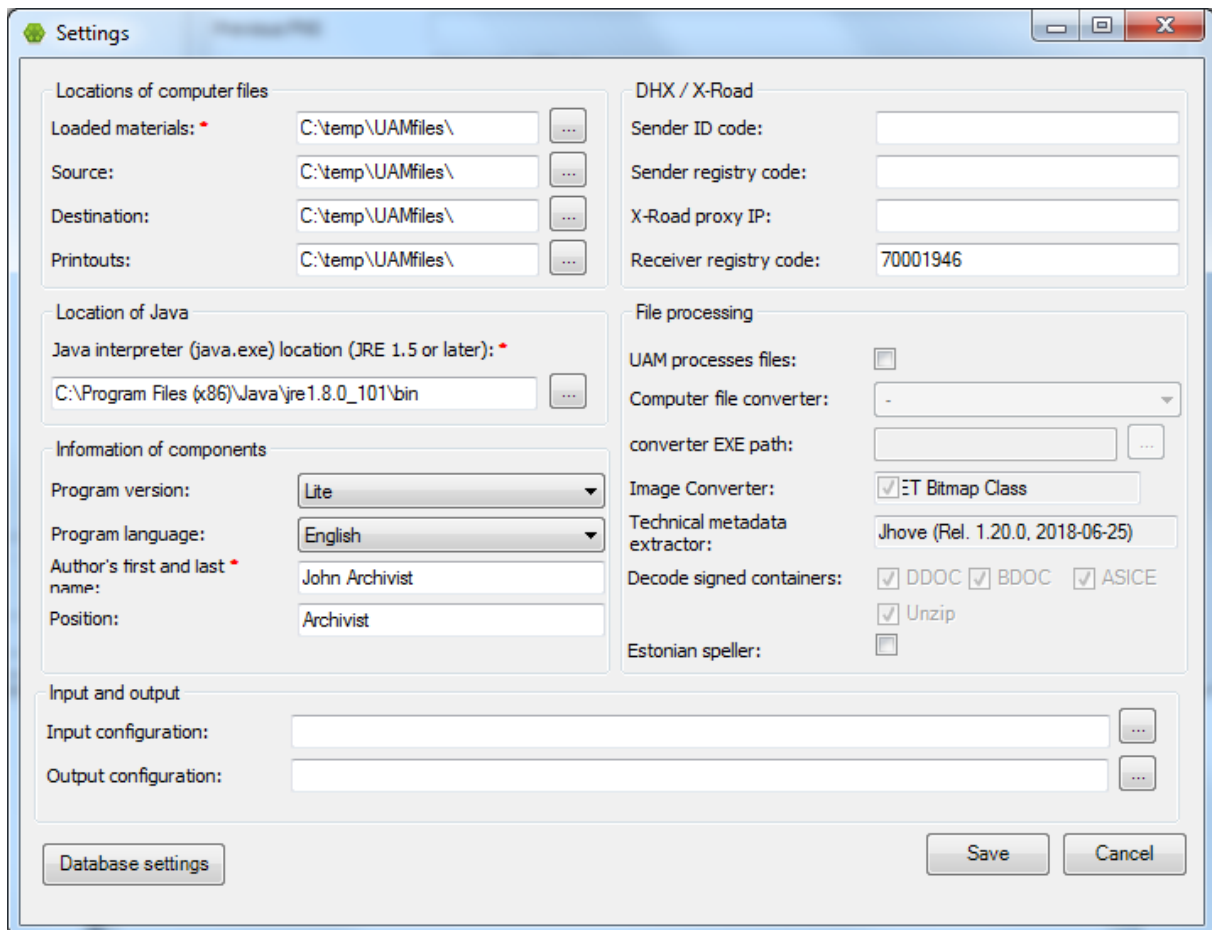 Settings
Locations of computer files
Loaded materials: *
C:\temp\UAMfiles\
...
Source:
C:\temp\UAMfiles\
...
Destination:
C:\temp\UAMfiles\
...
Printouts:
C:\temp\UAMfiles\
...
Location of Java
Java interpreter (java.exe) location (JRE 1.5 or later): *
C:\Program Files (x86)\Java\jre1.8.0_101\bin
...
Information of components
Program version:
Lite
Program language:
English
Author's first and last *
name:
John Archivist
Position:
Archivist
DHX / X-Road
Sender ID code:
Sender registry code:
X-Road proxy IP:
Receiver registry code:
70001946
File processing
UAM processes files:
Computer file converter:
-
converter EXE path:
...
Image Converter:
ET Bitmap Class
Technical metadata
extractor:
Jhove (Rel. 1.20.0, 2018-06-25)
Decode signed containers:
DDOC BDOC ASICE
Unzip
Estonian speller:
Input and output
Input configuration:
...
Output configuration:
...
Database settings
Save
Cancel